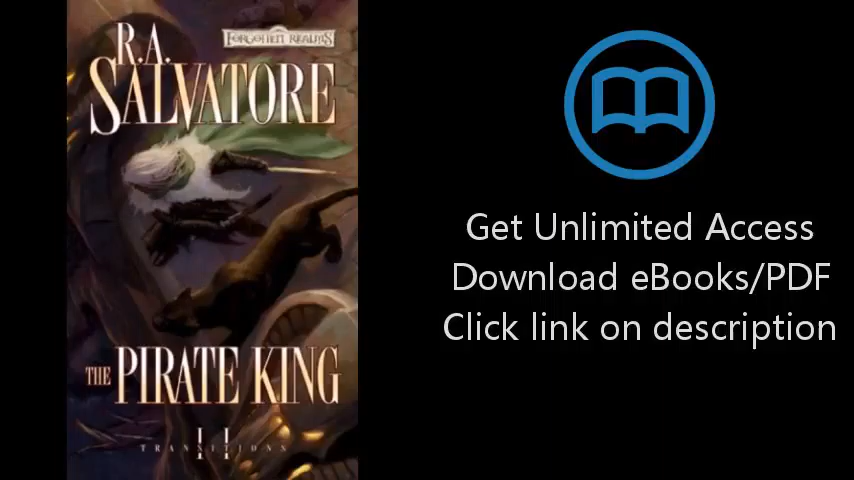 R.A.
SALVATORE
FORGOTTEN REALMS
THE PIRATE KING
II
TRANSITIONS
Get Unlimited Access
Download eBooks/PDF
Click link on description